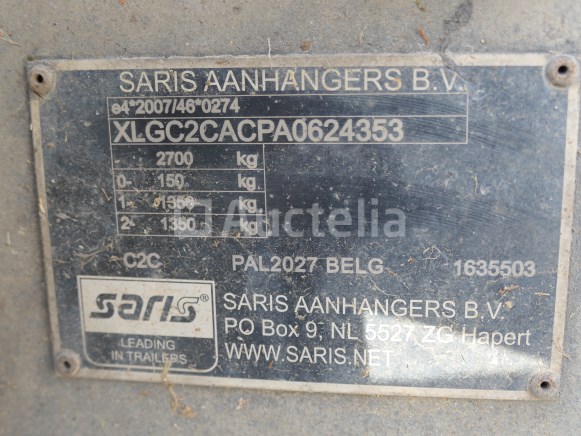 SARIS AANHANGERS B.V.
e4*2007/46*0274
XLGC2CACPA0624353
- 2700 kg
0- 150 kg
1- 1350 kg
2- 1350 kg
Auctelia
C2C PAL2027 BELG 1635503
saris®
LEADING
IN TRAILERS
SARIS AANHANGERS B.V.
PO Box 9, NL 5527 ZG Hapert
WWW.SARIS.NET